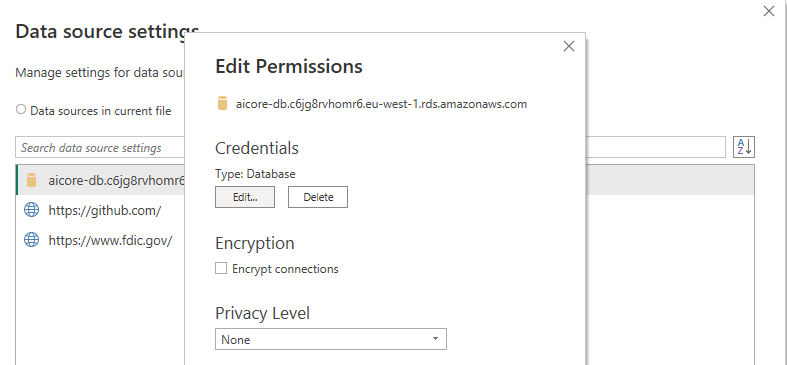 Data source settings
Manage settings for data sour
Data sources in current file
Search data source settings
A
Z
aicore-db.c6jg8rvhomr6
https://github.com/
https://www.fdic.gov/
Edit Permissions
aicore-db.c6jg8rvhomr6.eu-west-1.rds.amazonaws.com
Credentials
Type: Database
Edit... Delete
Encryption
Encrypt connections
Privacy Level
None